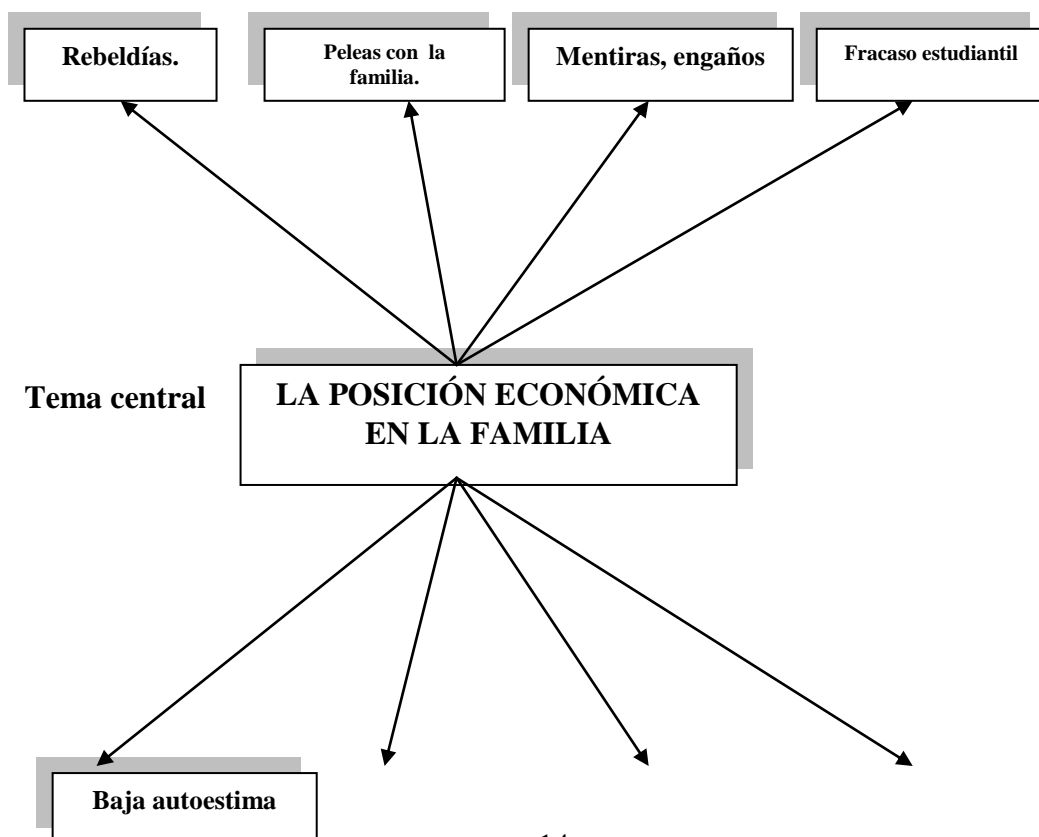 Rebeldías.
Peleas con la
familia.
Mentiras, engaños
Fracaso estudiantil
Tema central
LA POSICIÓN ECONÓMICA
EN LA FAMILIA
Baja autoestima